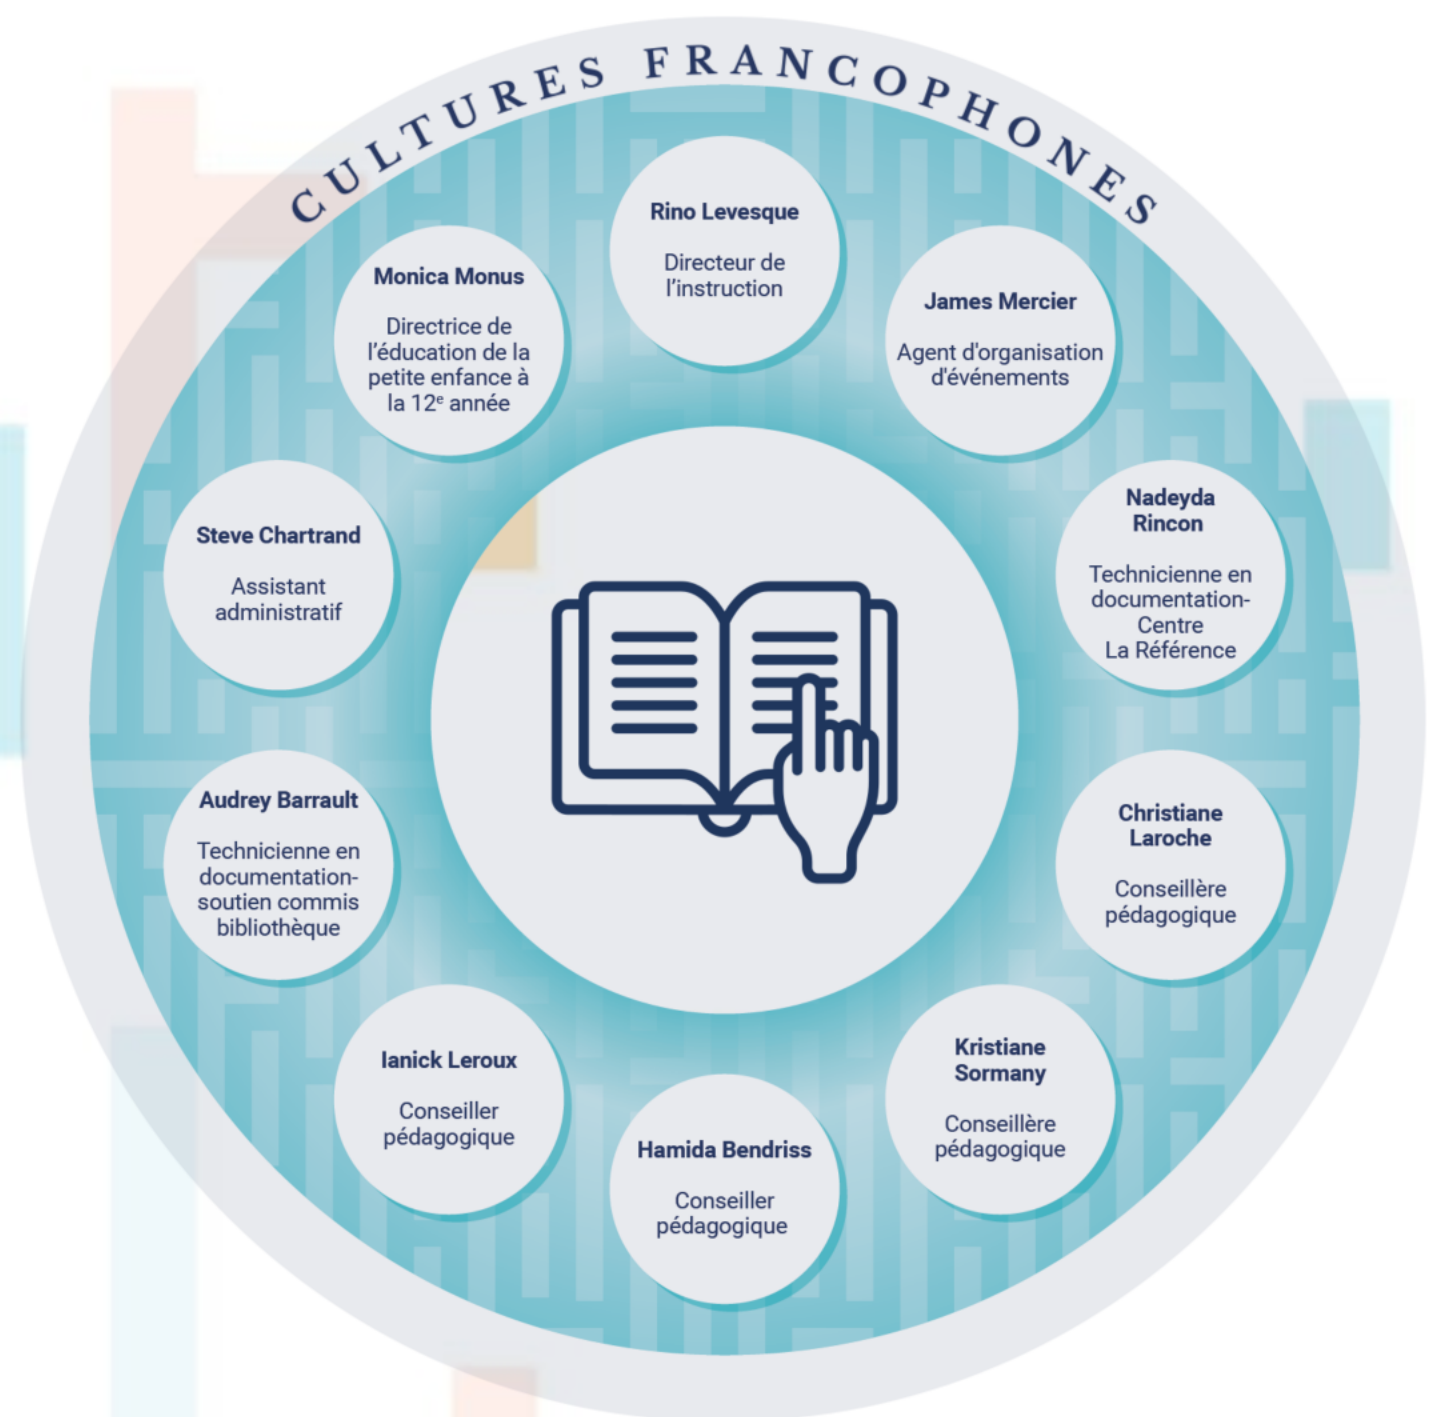 CULTURES FRANCOPHONES
Rino Levesque
Directeur de
l'instruction
James Mercier
Agent d'organisation
d'événements
Nadeyda
Rincon
Technicienne en
documentation-
Centre
La Référence
Christiane
Laroche
Conseillère
pédagogique
Kristiane
Sormany
Conseillère
pédagogique
Hamida Bendriss
Conseiller
pédagogique
Ianick Leroux
Conseiller
pédagogique
Audrey Barrault
Technicienne en
documentation-
soutien commis
bibliothèque
Steve Chartrand
Assistant
administratif
Monica Monus
Directrice de
l'éducation de la
petite enfance à
la 12e année